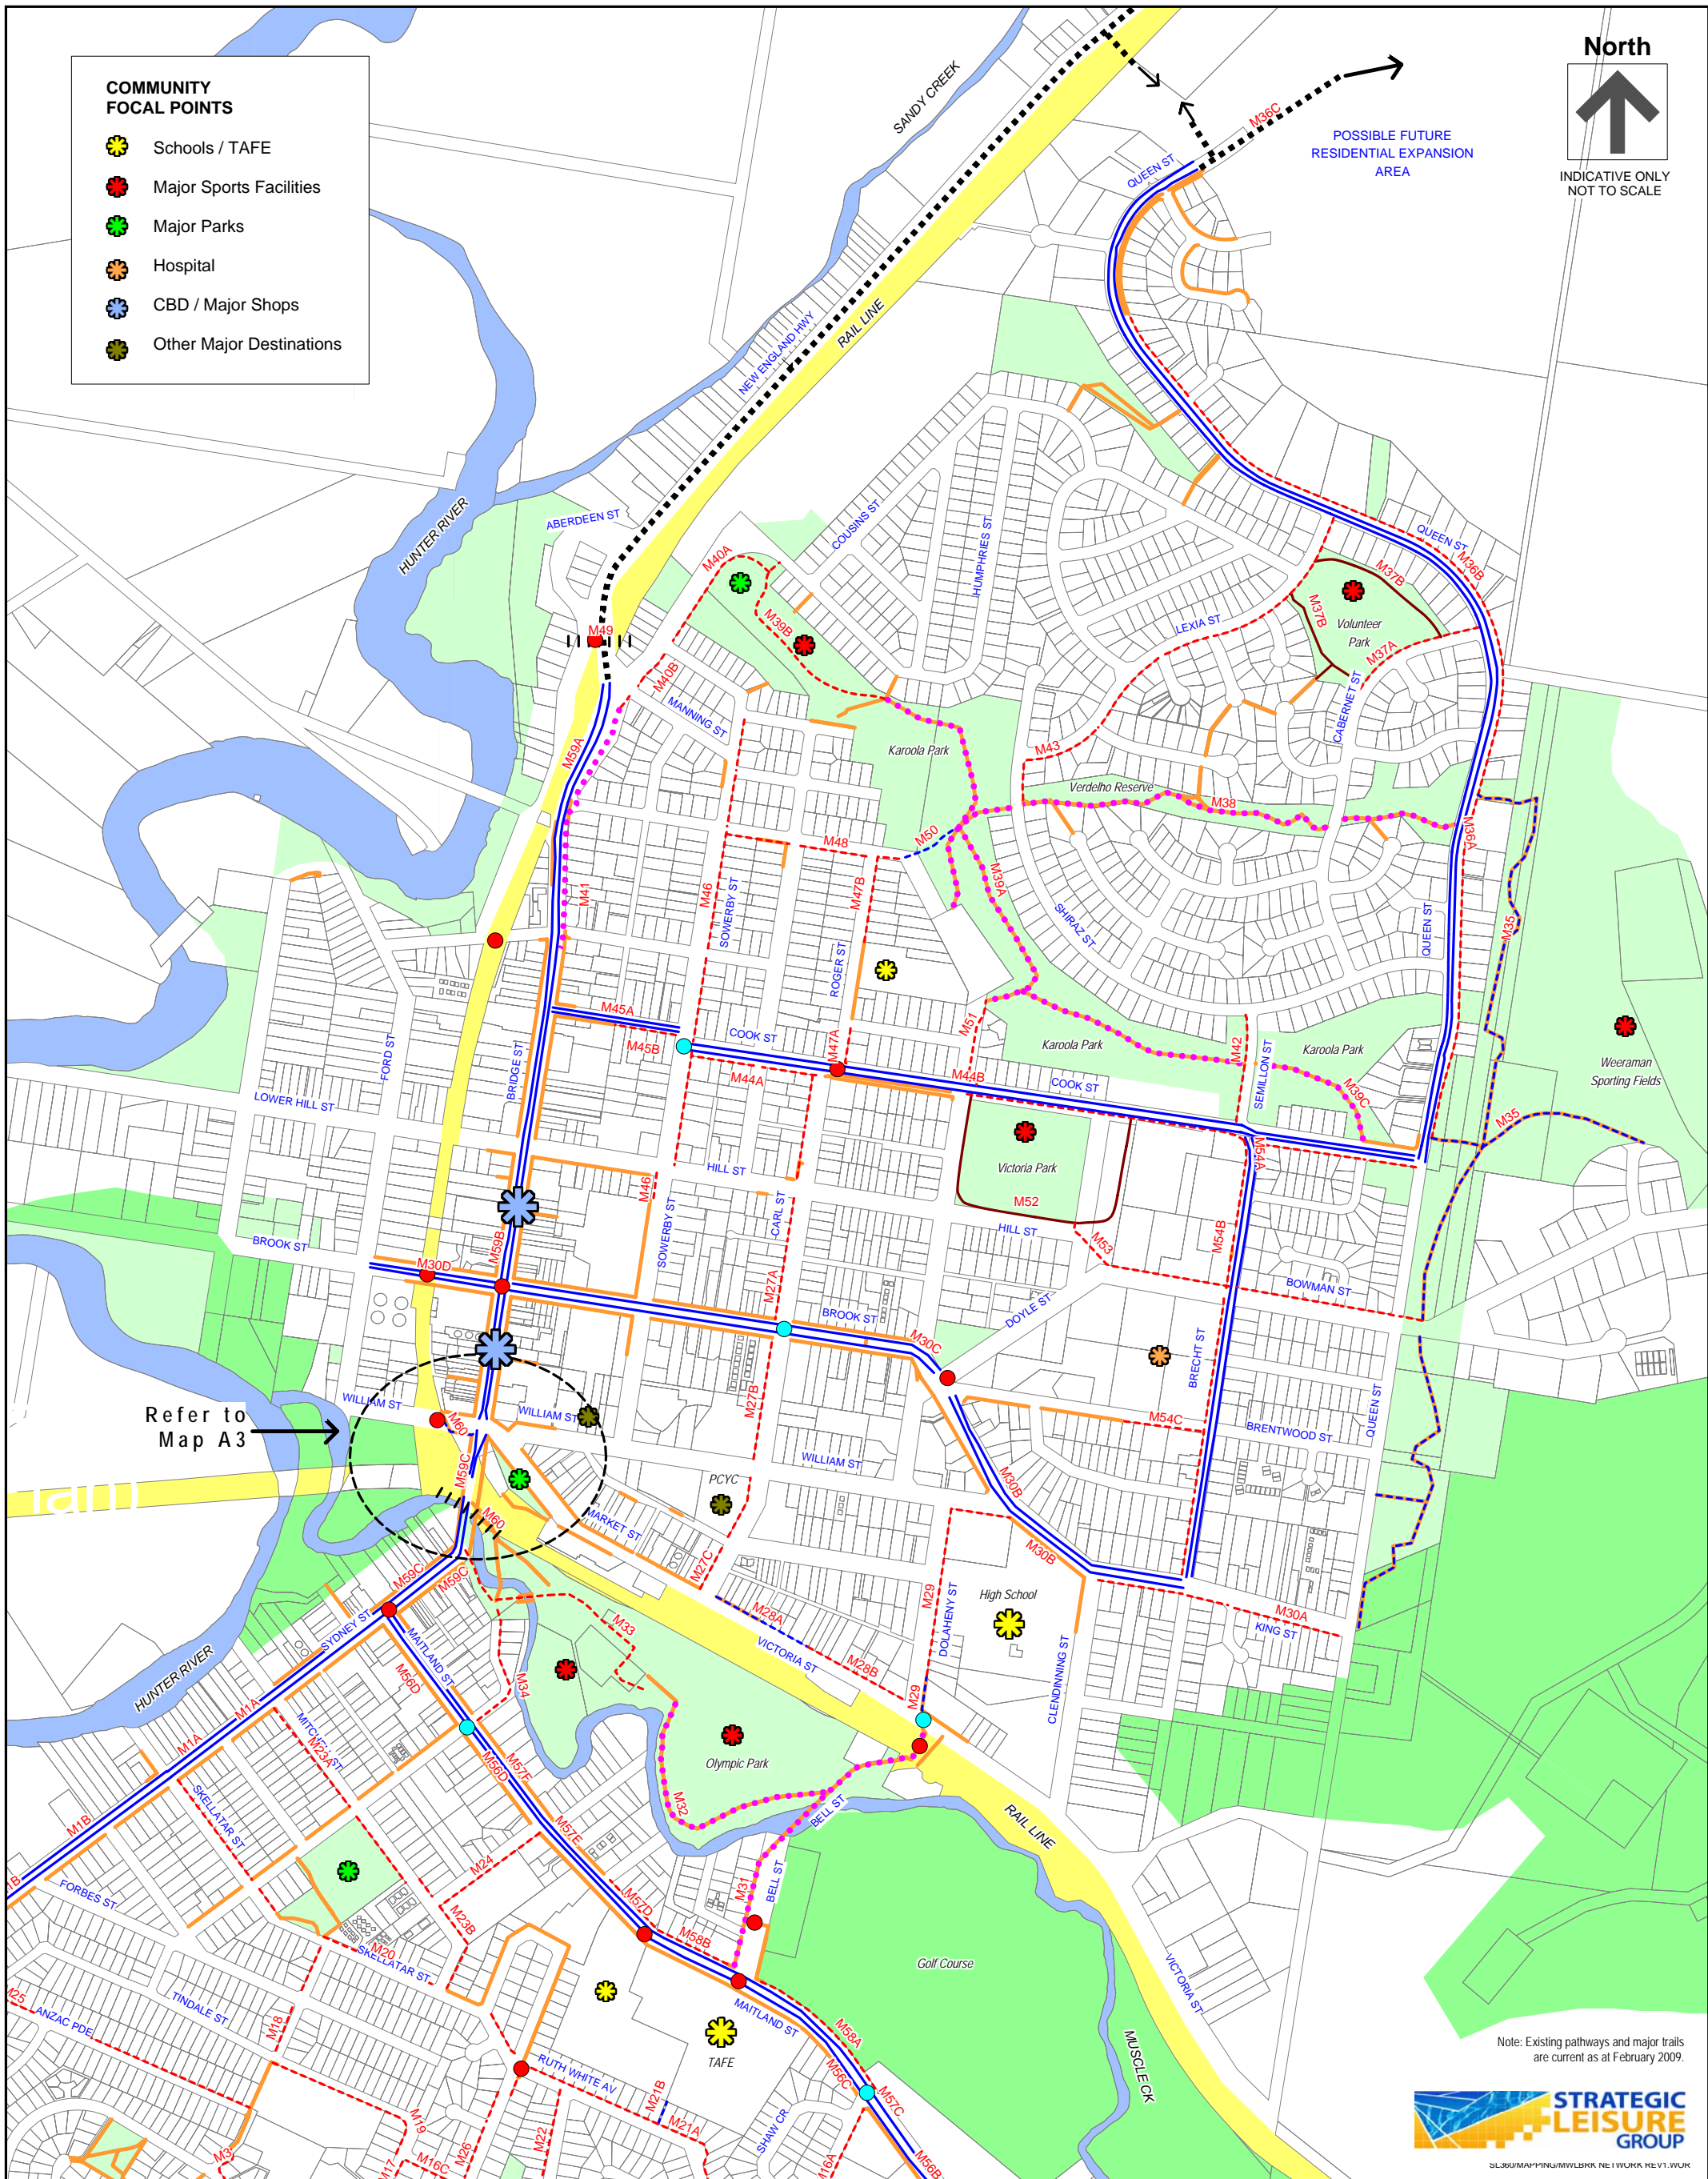 COMMUNITY
FOCAL POINTS
Schools / TAFE
Major Sports Facilities
Major Parks
Hospital
CBD / Major Shops
Other Major Destinations
North
INDICATIVE ONLY
NOT TO SCALE
POSSIBLE FUTURE
RESIDENTIAL EXPANSION
AREA
SANDY CREEK
M36C
QUEEN ST
NEW ENGLAND HWY
RAIL LINE
HUNTER RIVER
ABERDEEN ST
COUSINS ST
HUMPHRIES ST
QUEEN ST
M36B
M40A
M39B
M37B
M37B
Volunteer
Park
LEXIA ST
M37A
M49
M40B
MANNING ST
CABERNET ST
M59A
Karoola Park
M43
Verdelho Reserve
M38
M36A
M50
M48
M46
SOWERBY ST
M47B
M39A
M41
SHIRAZ ST
QUEEN ST
M35
ROGER ST
M45A
M45B
COOK ST
M47A
M51
Karoola Park
M42
SEMILLON ST
Karoola Park
Weeraman
Sporting Fields
FORD ST
BRIDGE ST
M44A
M44B
COOK ST
M39C
M35
LOWER HILL ST
HILL ST
M46
SOWERBY ST
CARL ST
Victoria Park
M52
HILL ST
M53
M54A
M54B
BROOK ST
M30D
M59B
M27A
BROOK ST
M30C
DOYLE ST
BOWMAN ST
BRECHT ST
Refer to
Map A3
WILLIAM ST
M60
WILLIAM ST
M27B
WILLIAM ST
M54C
BRENTWOOD ST
QUEEN ST
M59C
PCYC
M30B
ham
M60
MARKET ST
M27C
M30B
M59C
M59C
High School
M29
DOLAHENY ST
M30A
KING ST
SYDNEY ST
MAITLAND ST
M33
M28A
VICTORIA ST
M28B
CLENDINNING ST
HUNTER RIVER
M56D
M34
M29
M1A
M1A
MITCHELL ST
M23A
M57F
M56D
Olympic Park
M32
BELL ST
RAIL LINE
M1B
SKELLATAR ST
M57E
M24
M31
BELL ST
FORBES ST
M23B
M57D
M58B
M20
SKELLATAR ST
Golf Course
VICTORIA ST
M25
ANZAC PDE
TINDALE ST
M18
MAITLAND ST
M58A
TAFE
RUTH WHITE AV
M56C
M57C
MUSCLE CK
M21B
M21A
SHAW CR
M19
M26
M22
M16C
M17
M16A
M56B
Note: Existing pathways and major trails
are current as at February 2009.
STRATEGIC
LEISURE
GROUP
SL360/MAPPING/MWLBRK NETWORK REV1.WOR